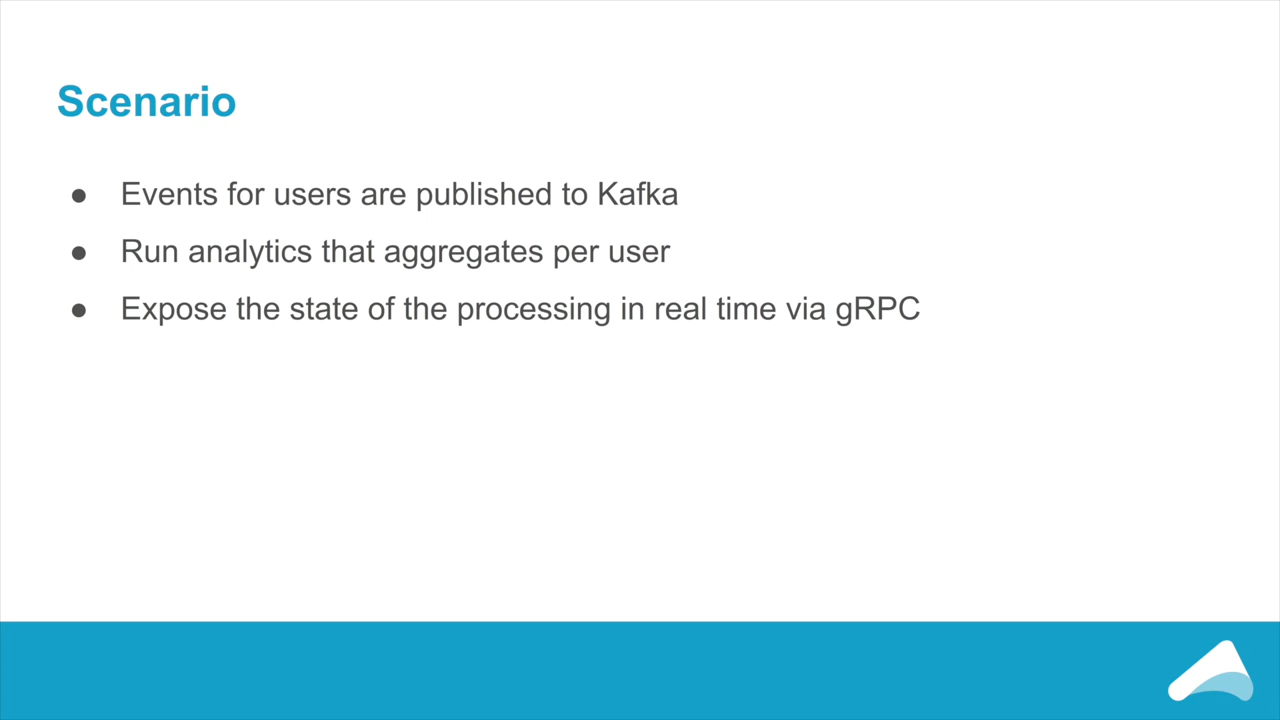 Scenario
● Events for users are published to Kafka
● Run analytics that aggregates per user
● Expose the state of the processing in real time via gRPC